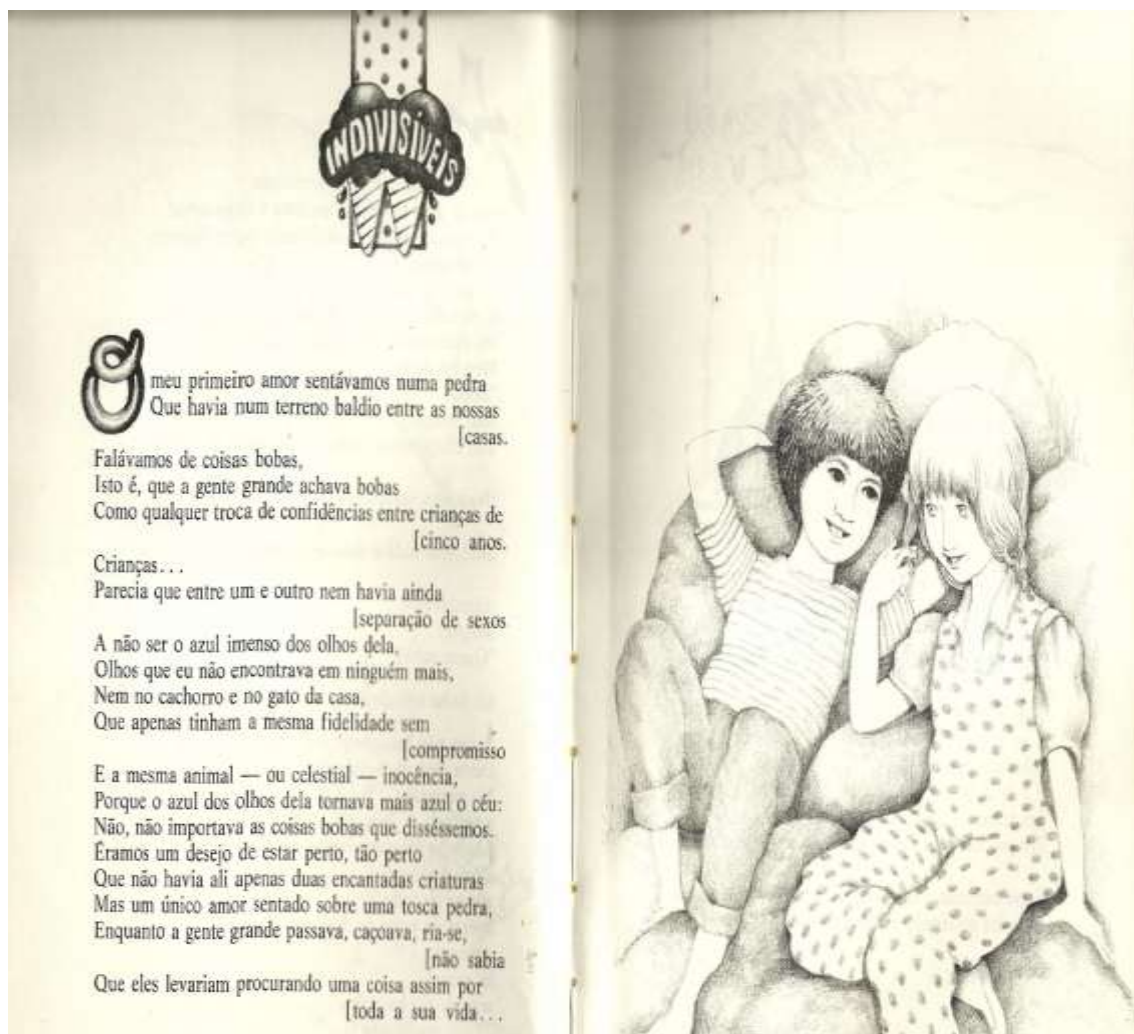 INDIVISÍVEIS
O meu primeiro amor sentávamos numa pedra
Que havia num terreno baldio entre as nossas
[casas.
Falávamos de coisas bobas,
Isto é, que a gente grande achava bobas
Como qualquer troca de confidências entre crianças de
[cinco anos.
Crianças...
Parecia que entre um e outro nem havia ainda
[separação de sexos
A não ser o azul imenso dos olhos dela,
Olhos que eu não encontrava em ninguém mais,
Nem no cachorro e no gato da casa,
Que apenas tinham a mesma fidelidade sem
[compromisso
E a mesma animal — ou celestial — inocência,
Porque o azul dos olhos dela tornava mais azul o céu:
Não, não importava as coisas bobas que disséssemos.
Éramos um desejo de estar perto, tão perto
Que não havia ali apenas duas encantadas criaturas
Mas um único amor sentado sobre uma tosca pedra,
Enquanto a gente grande passava, caçoava, ria-se,
[não sabia
Que eles levariam procurando uma coisa assim por
[toda a sua vida...